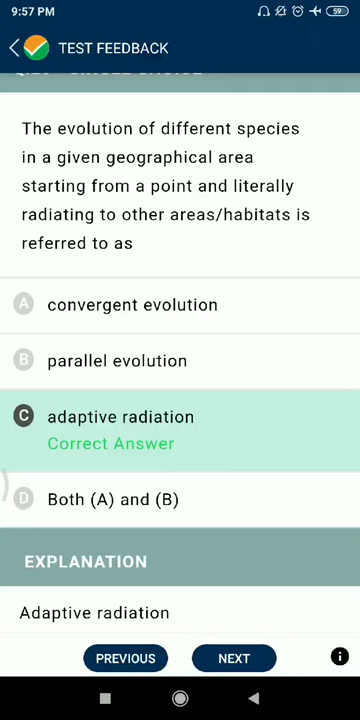 9:57 PM
59
TEST FEEDBACK
The evolution of different species
in a given geographical area
starting from a point and literally
radiating to other areas/habitats is
referred to as
A convergent evolution
B parallel evolution
C adaptive radiation
Correct Answer
D Both (A) and (B)
EXPLANATION
Adaptive radiation
PREVIOUS NEXT